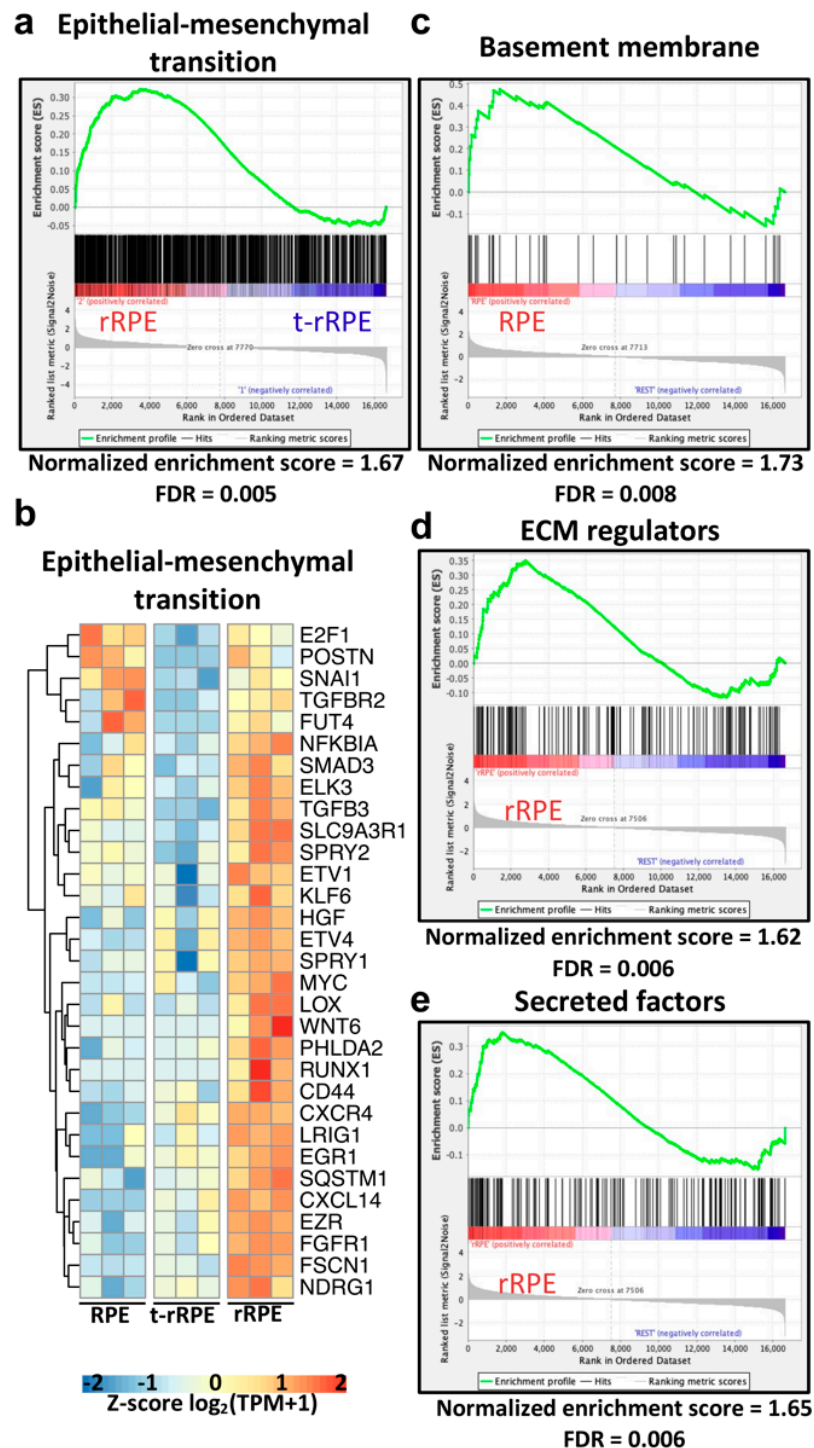 a Epithelial-mesenchymal
transition
Enrichment score (ES)
0.30
0.25
0.20
0.15
0.10
0.05
0.00
-0.05
'2' (positively correlated)
rRPE
t-rRPE
Ranked list metric (Signal2Noise)
4
2
0
-2
-4
Zero cross at 7770
'1' (negatively correlated)
0 2,000 4,000 6,000 8,000 10,000 12,000 14,000 16,000
Rank in Ordered Dataset
Enrichment profile Hits Ranking metric scores
Normalized enrichment score = 1.67
FDR = 0.005
b
Epithelial-mesenchymal
transition
E2F1
POSTN
SNAI1
TGFBR2
FUT4
NFKBIA
SMAD3
ELK3
TGFB3
SLC9A3R1
SPRY2
ETV1
KLF6
HGF
ETV4
SPRY1
MYC
LOX
WNT6
PHLDA2
RUNX1
CD44
CXCR4
LRIG1
EGR1
SQSTM1
CXCL14
EZR
FGFR1
FSCN1
NDRG1
RPE t-rRPE rRPE
-2 -1 0 1 2
Z-score log₂(TPM+1)
c
Basement membrane
Enrichment score (ES)
0.5
0.4
0.3
0.2
0.1
0.0
-0.1
'RPE' (positively correlated)
RPE
Ranked list metric (Signal2Noise)
4
2
0
-2
Zero cross at 7713
'REST' (negatively correlated)
0 2,000 4,000 6,000 8,000 10,000 12,000 14,000 16,000
Rank in Ordered Dataset
Enrichment profile Hits Ranking metric scores
Normalized enrichment score = 1.73
FDR = 0.008
d
ECM regulators
Enrichment score (ES)
0.35
0.30
0.25
0.20
0.15
0.10
0.05
0.00
-0.05
-0.10
'rRPE' (positively correlated)
rRPE
Ranked list metric (Signal2Noise)
4
2
0
-2
Zero cross at 7506
'REST' (negatively correlated)
0 2,000 4,000 6,000 8,000 10,000 12,000 14,000 16,000
Rank in Ordered Dataset
Enrichment profile Hits Ranking metric scores
Normalized enrichment score = 1.62
FDR = 0.006
e
Secreted factors
Enrichment score (ES)
0.3
0.2
0.1
0.0
-0.1
'rRPE' (positively correlated)
rRPE
Ranked list metric (Signal2Noise)
4
2
0
-2
Zero cross at 7506
'REST' (negatively correlated)
0 2,000 4,000 6,000 8,000 10,000 12,000 14,000 16,000
Rank in Ordered Dataset
Enrichment profile Hits Ranking metric scores
Normalized enrichment score = 1.65
FDR = 0.006